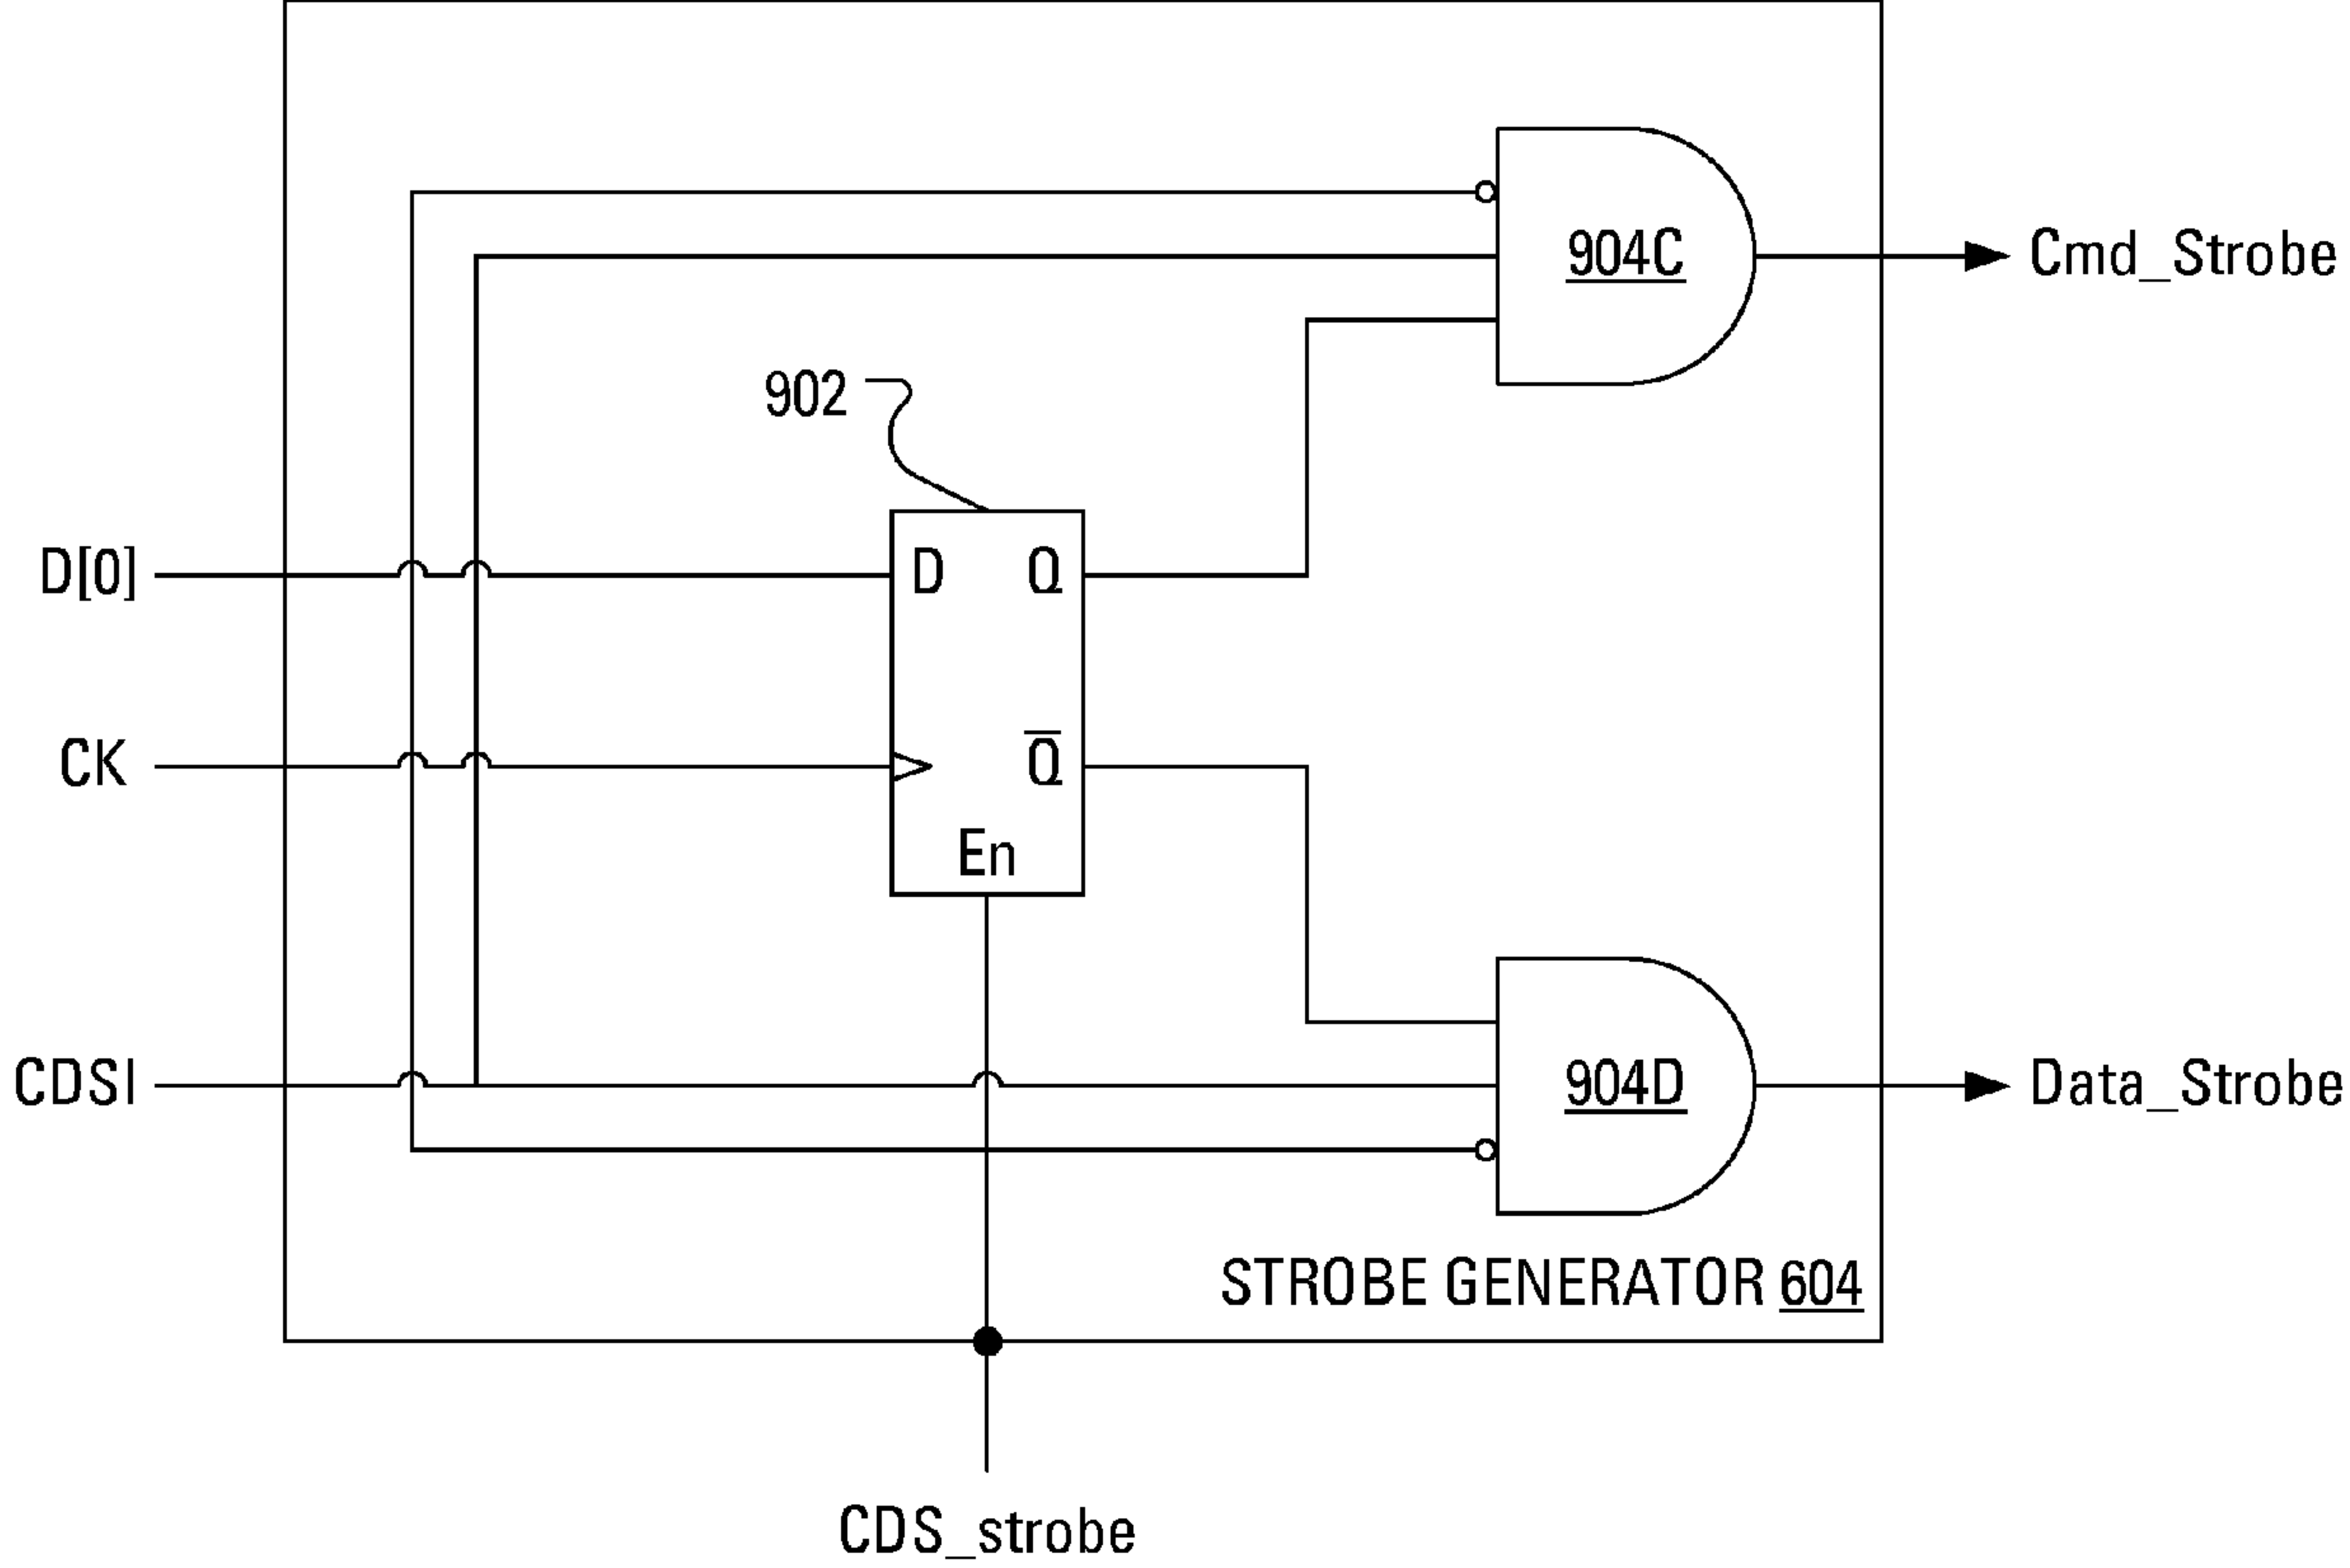 904C
Cmd_Strobe
902
D[0]
D Q
CK
Q̅
En
CDSI
904D
Data_Strobe
STROBE GENERATOR 604
CDS_strobe